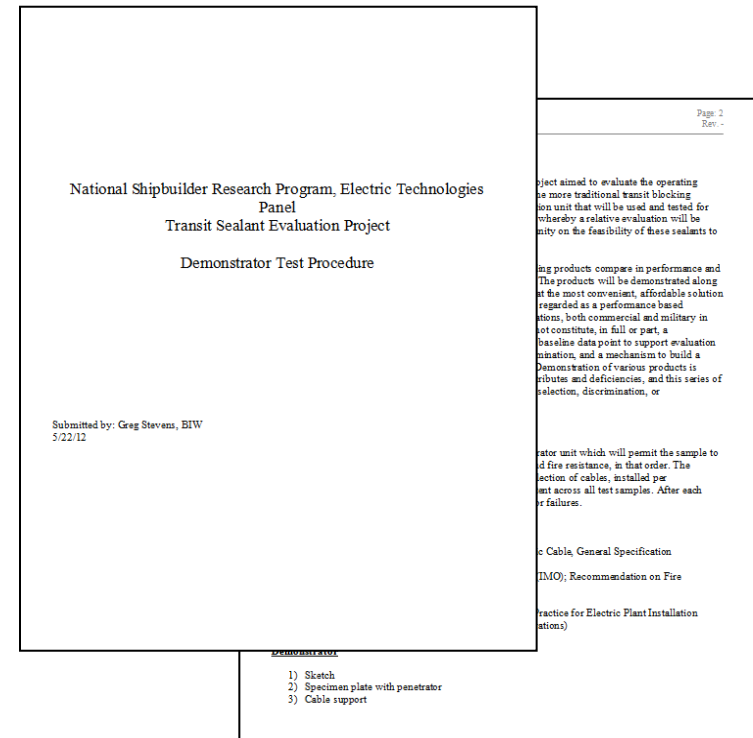 National Shipbuilder Research Program, Electric Technologies
Panel
Transit Sealant Evaluation Project
Demonstrator Test Procedure
Submitted by: Greg Stevens, BIW
5/22/12
Page: 2
Rev. -
oject aimed to evaluate the operating
he more traditional transit blocking
ion unit that will be used and tested for
whereby a relative evaluation will be
nity on the feasibility of these sealants to
ing products compare in performance and
The products will be demonstrated along
at the most convenient, affordable solution
regarded as a performance based
ations, both commercial and military in
not constitute, in full or part, a
baseline data point to support evaluation
mination, and a mechanism to build a
Demonstration of various products is
ributes and deficiencies, and this series of
selection, discrimination, or
rator unit which will permit the sample to
d fire resistance, in that order. The
lection of cables, installed per
ent across all test samples. After each
or failures.
c Cable, General Specification
(IMO); Recommendation on Fire
Practice for Electric Plant Installation
ations)
Demonstrator
1) Sketch
2) Specimen plate with penetrator
3) Cable support